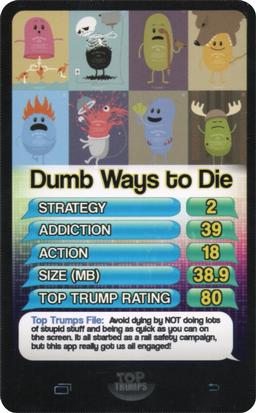 Dumb Ways to Die
STRATEGY 2
ADDICTION 39
ACTION 18
SIZE (MB) 38.9
TOP TRUMP RATING 80
Top Trumps File: Avoid dying by NOT doing lots
of stupid stuff and being as quick as you can on
the screen. It all started as a rail safety campaign,
but this app really got us all engaged!
TOP
TRUMPS